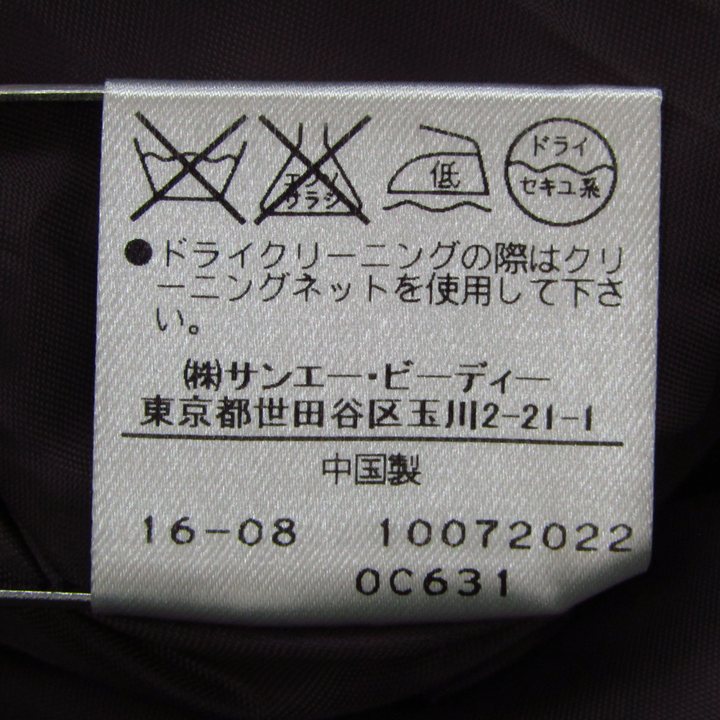 エンソ
サラシ
低
ドライ
セキユ系
●ドライクリーニングの際はクリ
ーニングネットを使用して下さ
い。
㈱サンエー・ビーディー
東京都世田谷区玉川2-21-1
中国製
16-08 10072022
0C631